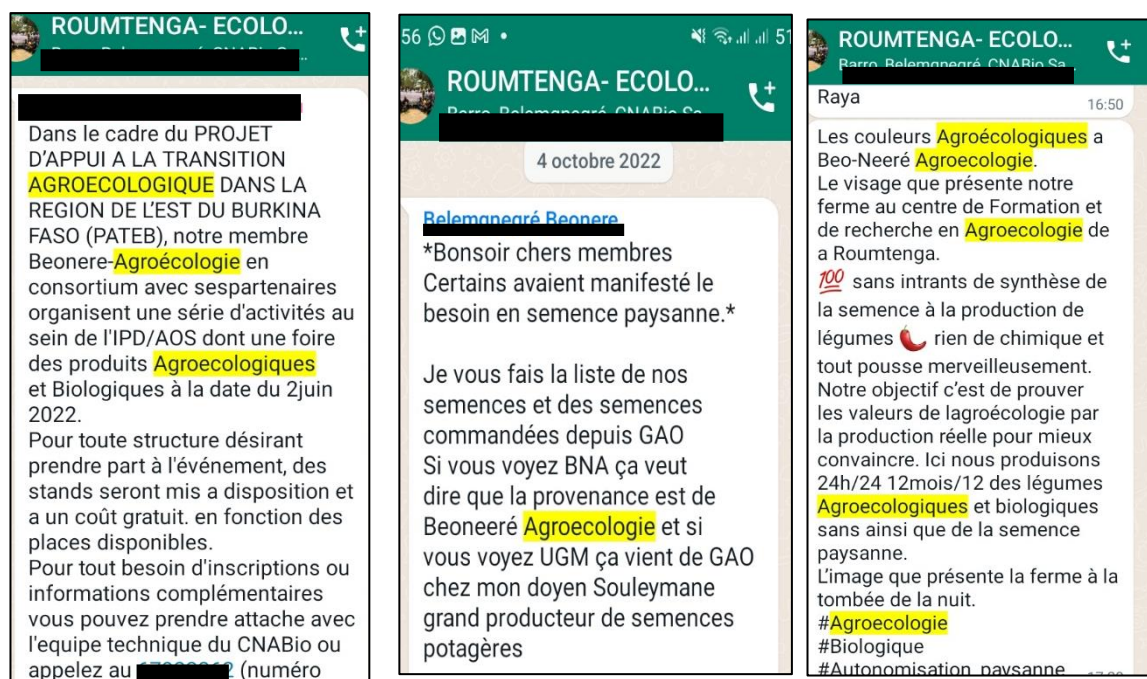 ROUMTENGA- ECOLO...
Dans le cadre du PROJET
D'APPUI A LA TRANSITION
AGROECOLOGIQUE DANS LA
REGION DE L'EST DU BURKINA
FASO (PATEB), notre membre
Beonere-Agroécologie en
consortium avec sespartenaires
organisent une série d'activités au
sein de l'IPD/AOS dont une foire
des produits Agroecologiques
et Biologiques à la date du 2juin
2022.
Pour toute structure désirant
prendre part à l'événement, des
stands seront mis a disposition et
a un coût gratuit. en fonction des
places disponibles.
Pour tout besoin d'inscriptions ou
informations complémentaires
vous pouvez prendre attache avec
l'equipe technique du CNABio ou
appelez au (numéro
56
51
ROUMTENGA- ECOLO...
Barro, Belemgnegré, CNABio Sa...
4 octobre 2022
Belemgnegré Beonere
*Bonsoir chers membres
Certains avaient manifesté le
besoin en semence paysanne.*
Je vous fais la liste de nos
semences et des semences
commandées depuis GAO
Si vous voyez BNA ça veut
dire que la provenance est de
Beoneeré Agroecologie et si
vous voyez UGM ça vient de GAO
chez mon doyen Souleymane
grand producteur de semences
potagères
ROUMTENGA- ECOLO...
Barro, Belemgnegré, CNABio Sa...
Raya
16:50
Les couleurs Agroécologiques a
Beo-Neeré Agroecologie.
Le visage que présente notre
ferme au centre de Formation et
de recherche en Agroecologie de
a Roumtenga.
💯 sans intrants de synthèse de
la semence à la production de
légumes 🌶️ rien de chimique et
tout pousse merveilleusement.
Notre objectif c'est de prouver
les valeurs de lagroécologie par
la production réelle pour mieux
convaincre. Ici nous produisons
24h/24 12mois/12 des légumes
Agroecologiques et biologiques
sans ainsi que de la semence
paysanne.
L'image que présente la ferme à la
tombée de la nuit.
#Agroecologie
#Biologique
#Autonomisation_paysanne